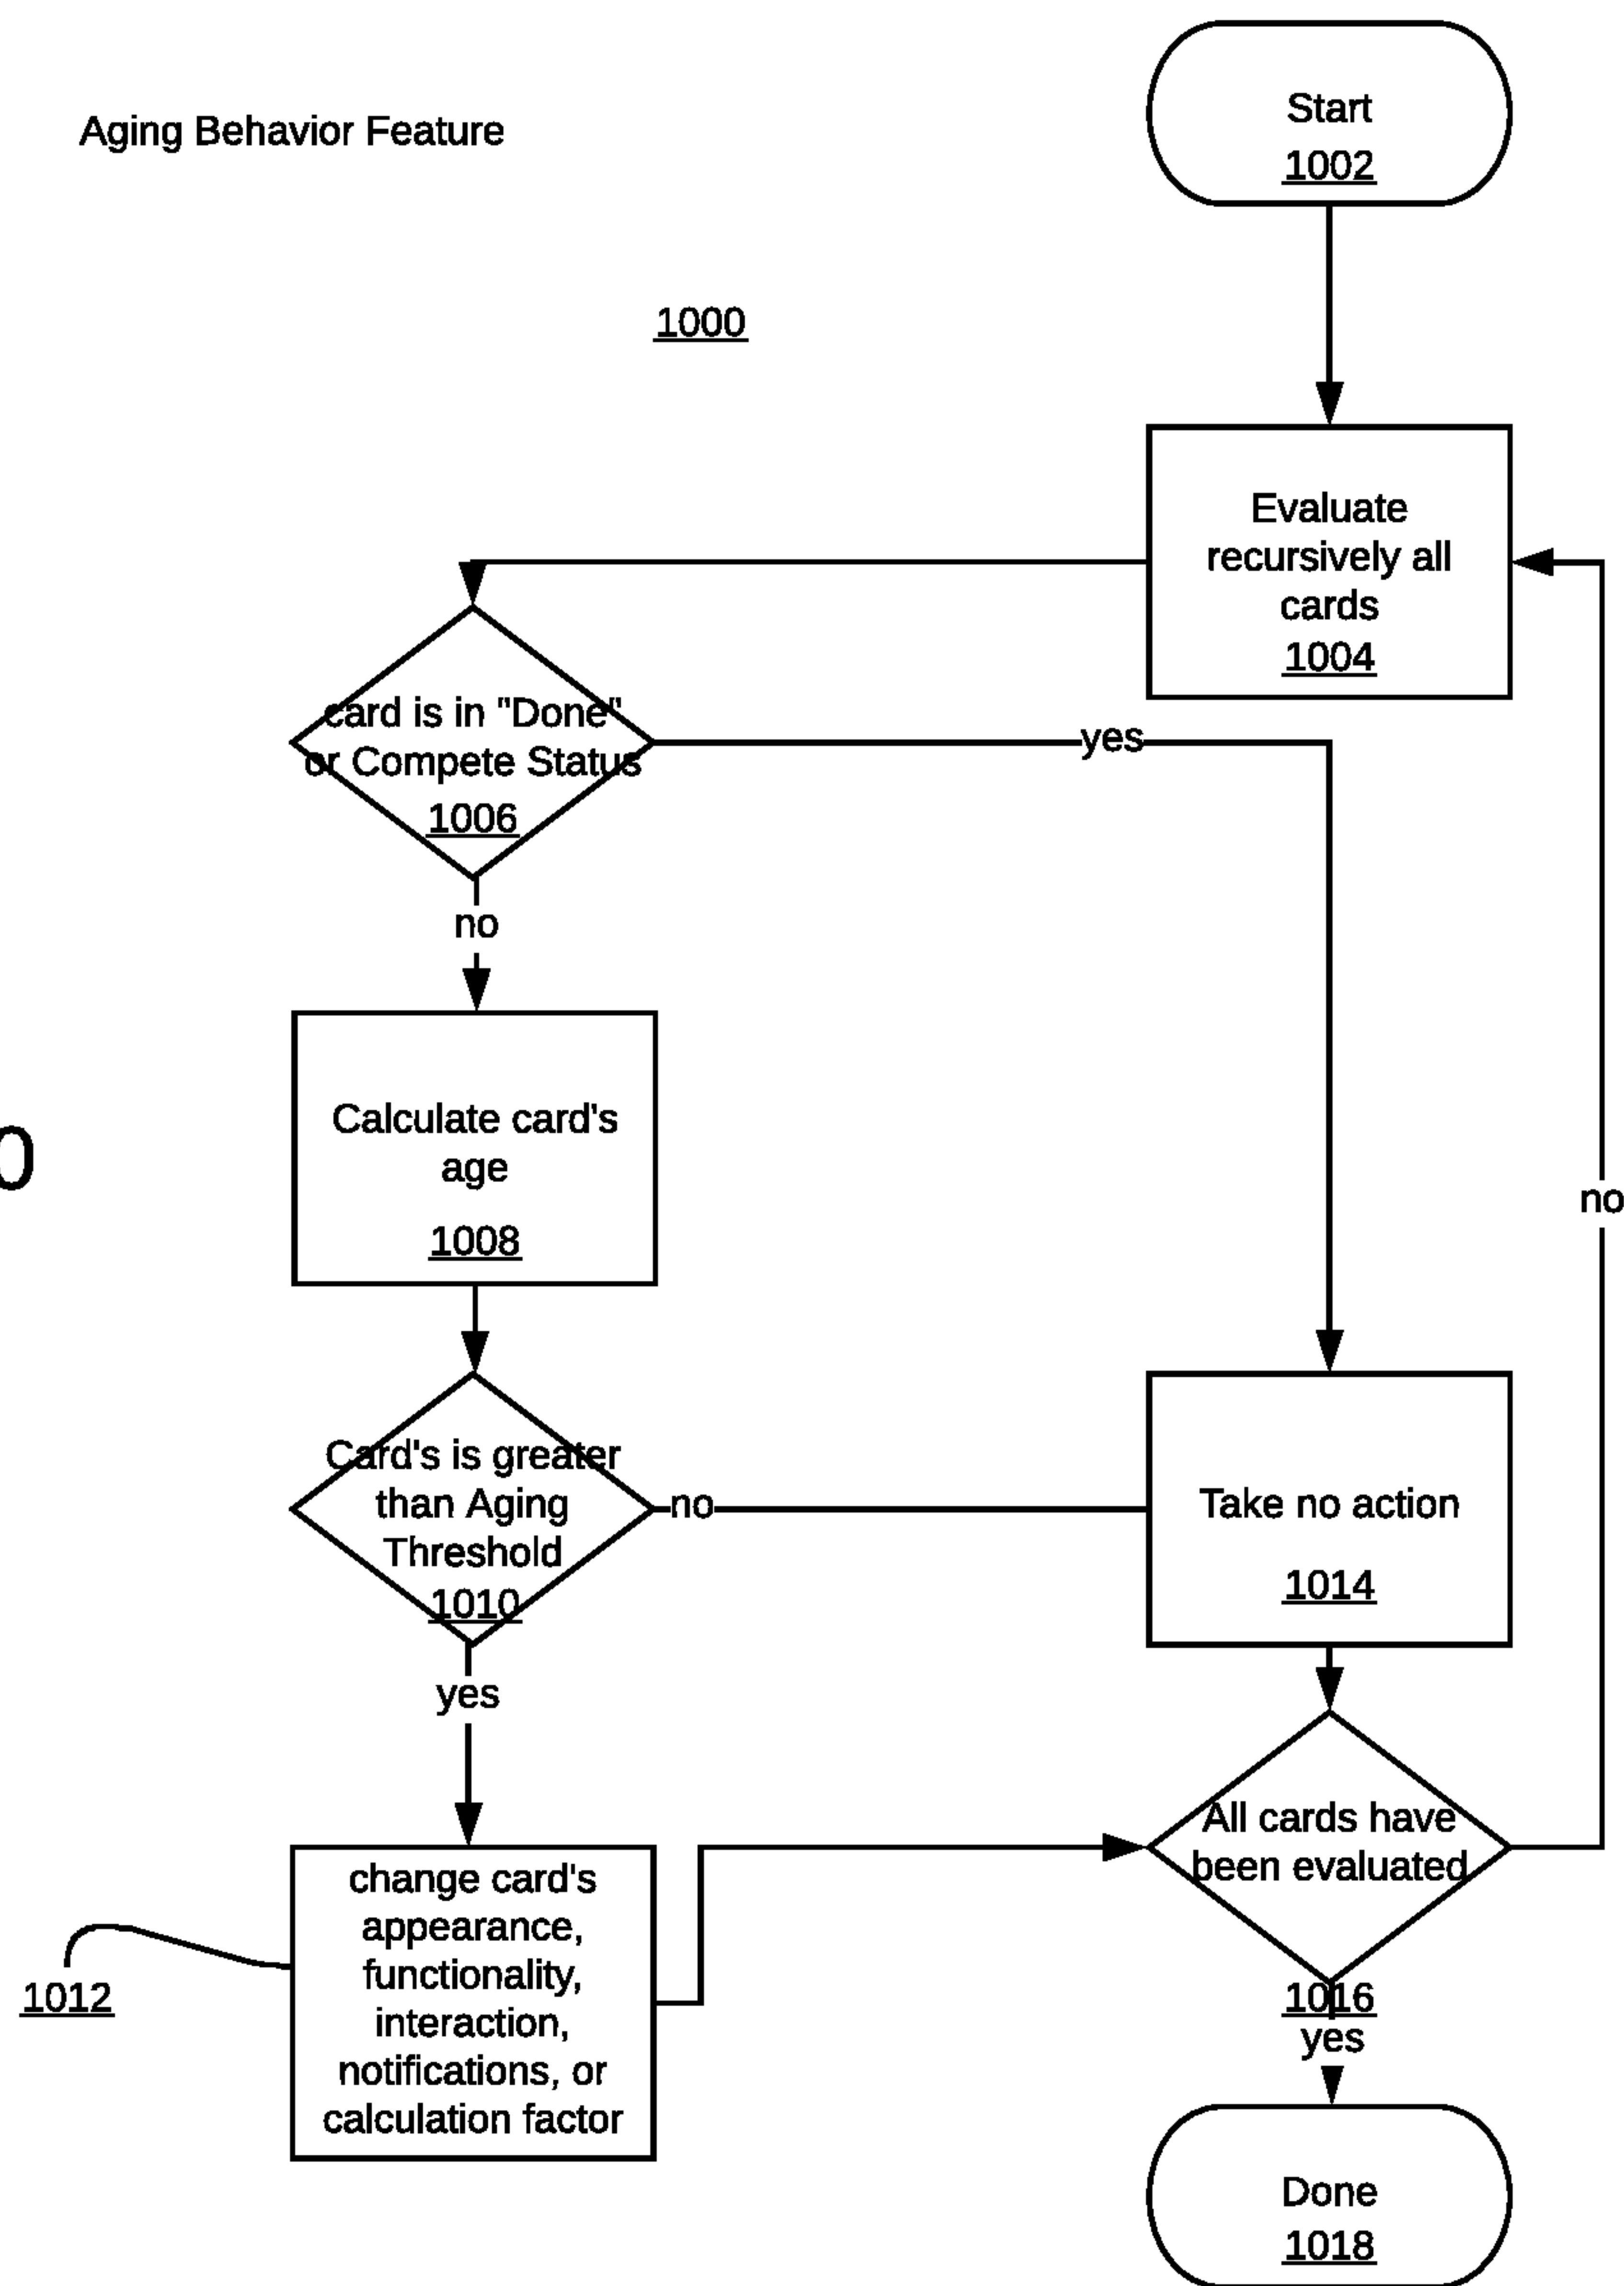 Aging Behavior Feature
Start
1002
1000
Evaluate
recursively all
cards
1004
card is in "Done"
or Compete Status
1006
yes
no
Calculate card's
age
1008
0
no
Card's is greater
than Aging
Threshold
1010
no
Take no action
1014
yes
All cards have
been evaluated
1016
yes
change card's
appearance,
functionality,
interaction,
notifications, or
calculation factor
1012
Done
1018